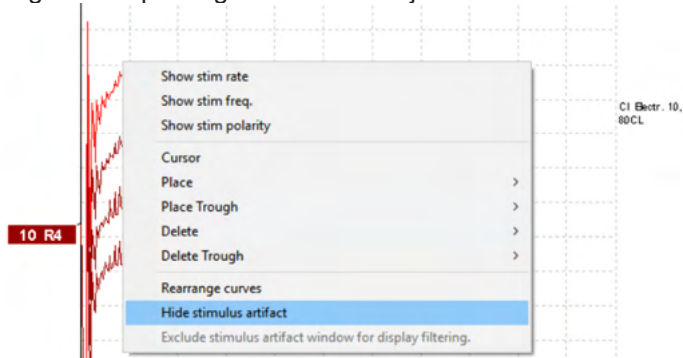 Show stim rate
Show stim freq.
Show stim polarity
Cursor
Place
Place Trough
Delete
Delete Trough
Rearrange curves
Hide stimulus artifact
Exclude stimulus artifact window for display filtering.
10 R4
CI Electr. 10,
80CL